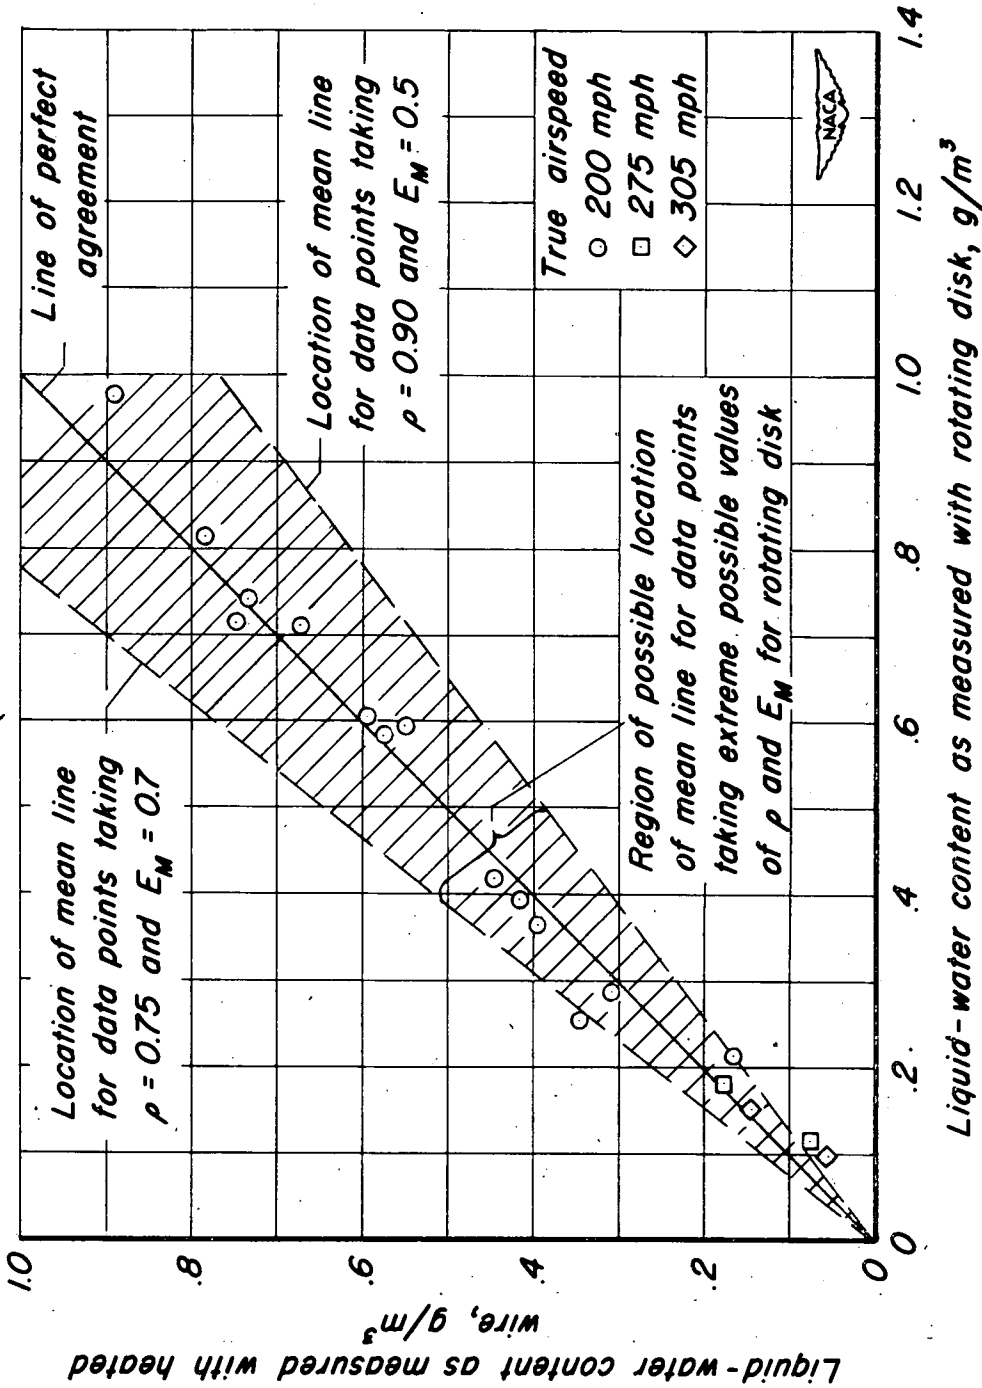 Location of mean line
for data points taking
ρ = 0.75 and E_M = 0.7
Line of perfect
agreement
Location of mean line
for data points taking
ρ = 0.90 and E_M = 0.5
Region of possible location
of mean line for data points
taking extreme possible values
of ρ and E_M for rotating disk
True airspeed
200 mph
275 mph
305 mph
NACA
1.0
.8
.6
.4
.2
0
0
.2
.4
.6
.8
1.0
1.2
1.4
Liquid-water content as measured with heated
wire, g/m³
Liquid-water content as measured with rotating disk, g/m³